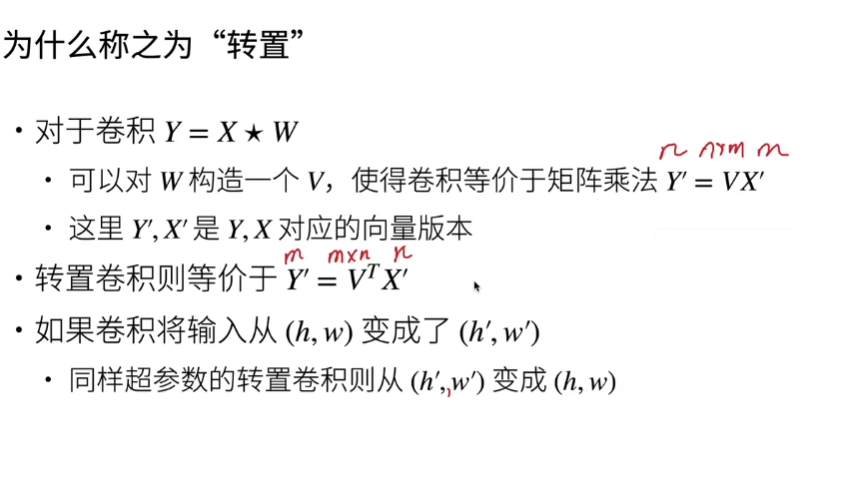 为什么称之为“转置”
• 对于卷积 Y = X ★ W
n n×m m
• 可以对 W 构造一个 V，使得卷积等价于矩阵乘法 Y′ = VX′
• 这里 Y′, X′ 是 Y, X 对应的向量版本
m m×n n
• 转置卷积则等价于 Y′ = VᵀX′
• 如果卷积将输入从 (h, w) 变成了 (h′, w′)
• 同样超参数的转置卷积则从 (h′, w′) 变成 (h, w)